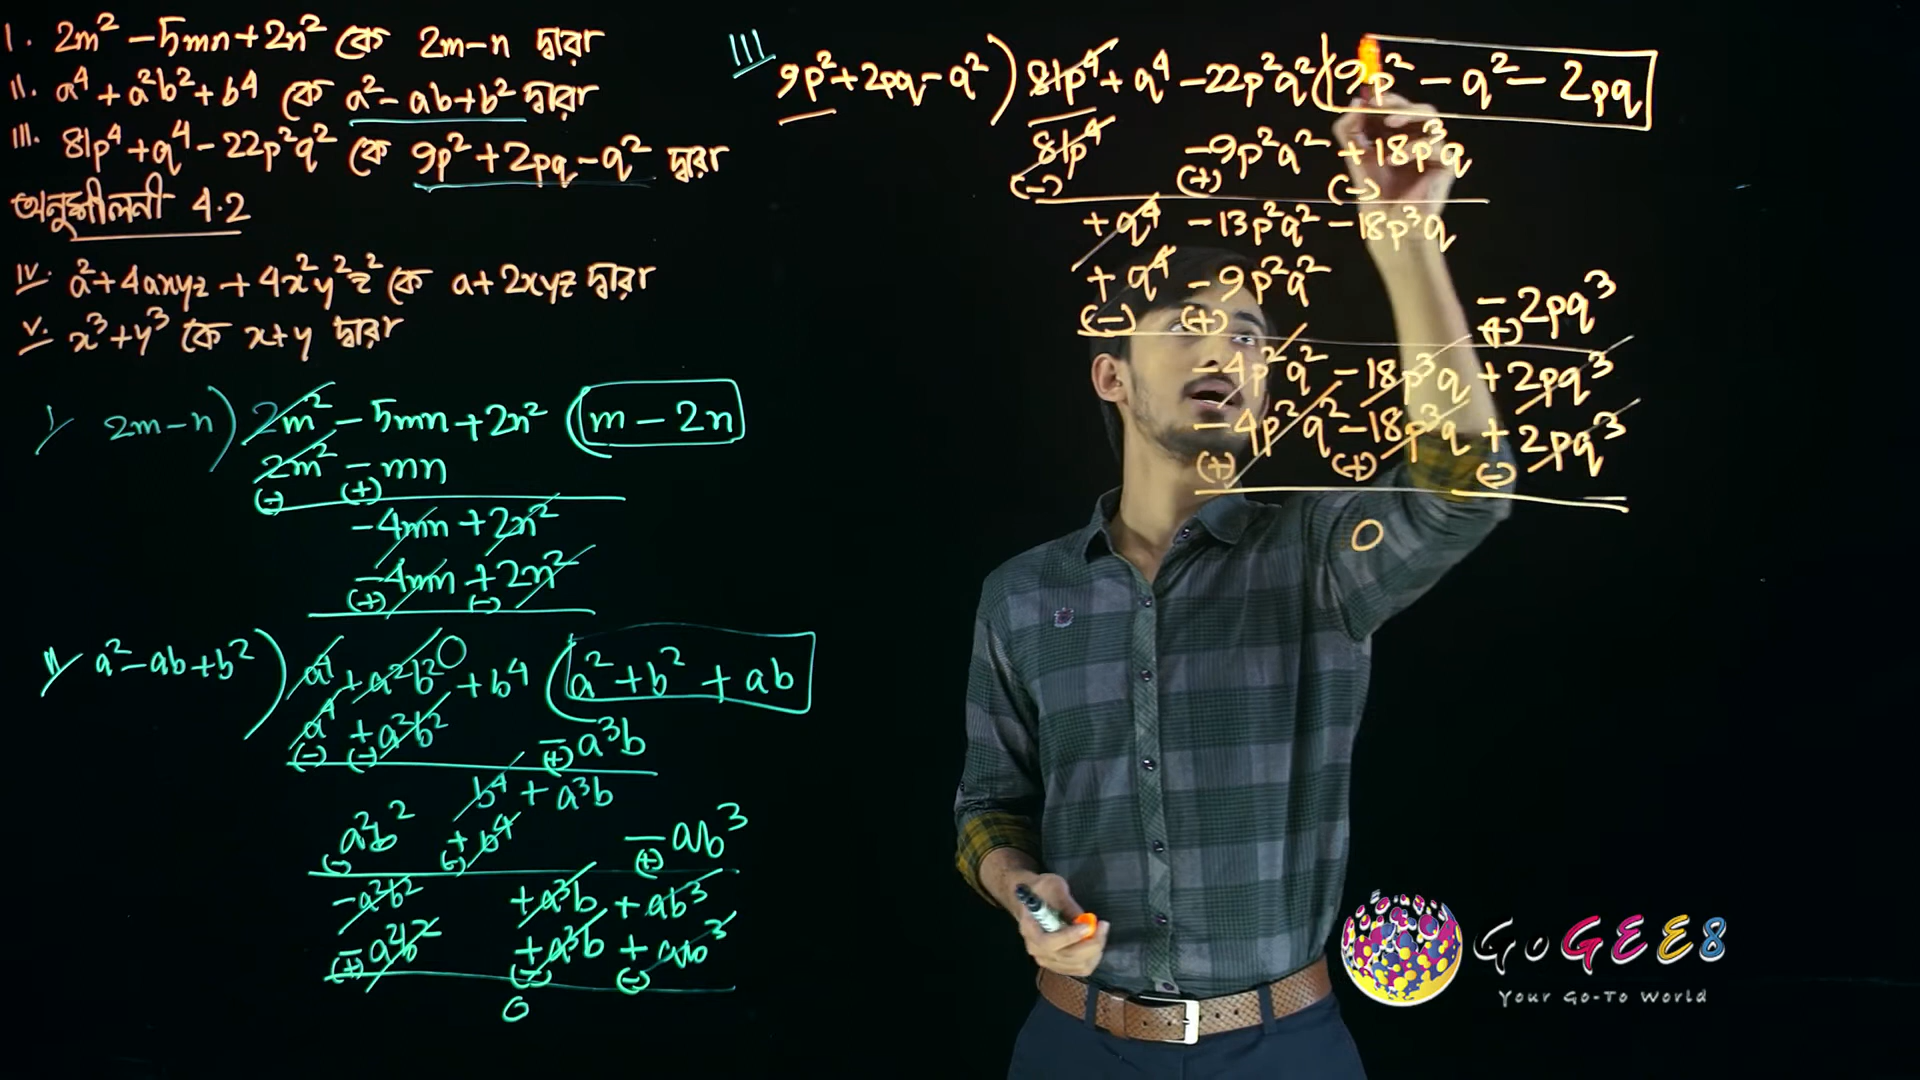 I. 2m² - 5mn + 2n² কে 2m - n দ্বারা
II. a⁴ + a²b² + b⁴ কে a² - ab + b² দ্বারা
III. 81p⁴ + q⁴ - 22p²q² কে 9p² + 2pq - q² দ্বারা
অনুশীলনী 4.2
IV. a² + 4axyz + 4x²y²z² কে a + 2xyz দ্বারা
V. x³ + y³ কে x + y দ্বারা
I/ 2m - n ) 2m² - 5mn + 2n² ( m - 2n
2m² - mn
(-) (+)
-4mn + 2n²
-4mn + 2n²
(+) (-)
0
II/ a² - ab + b² ) a⁴ + a²b² + b⁴ ( a² + b² + ab
a⁴ + a²b² - a³b
(-) (-) (+)
b⁴ + a³b
a²b² + b⁴ - ab³
(-) (-) (+)
-a²b² + a³b + ab³
-a²b² + a³b + ab³
(+) (-) (-)
0
III 9p² + 2pq - q² ) 81p⁴ + q⁴ - 22p²q² ( 9p² - q² - 2pq
81p⁴ - 9p²q² + 18p³q
(-) (+) (-)
+ q⁴ - 13p²q² - 18p³q
+ q⁴ - 9p²q² - 2pq³
(-) (+) (+)
- 4p²q² - 18p³q + 2pq³
- 4p²q² - 18p³q + 2pq³
(+) (+) (-)
0
GoGEE8
Your Go-To World